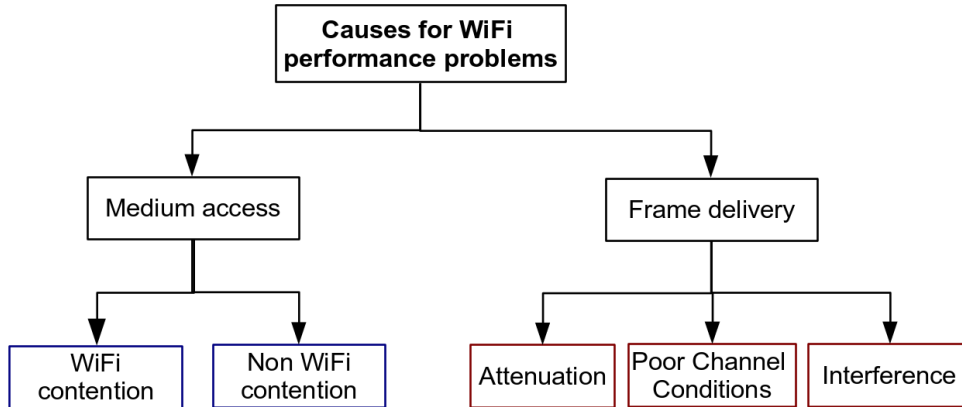 Causes for WiFi
performance problems
Medium access
Frame delivery
WiFi
contention
Non WiFi
contention
Attenuation
Poor Channel
Conditions
Interference